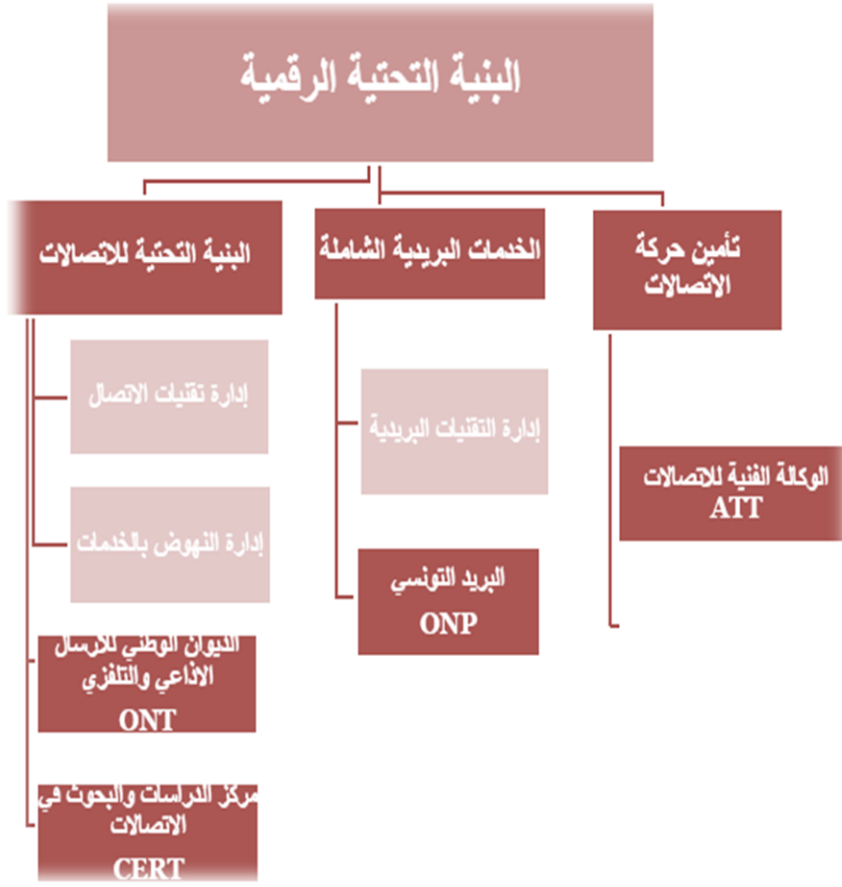 البنية التحتية الرقمية
تأمين حركة
الاتصالات
الوكالة الفنية للاتصالات
ATT
الخدمات البريدية الشاملة
إدارة التقنيات البريدية
البريد التونسي
ONP
البنية التحتية للاتصالات
إدارة تقنيات الاتصال
إدارة النهوض بالخدمات
الديوان الوطني للارسال
الاذاعي والتلفزي
ONT
مركز الدراسات والبحوث في
الاتصالات
CERT